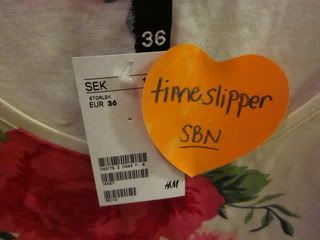 36
SEK
STORLEK
EUR 36
H&M
timeslipper
SBN